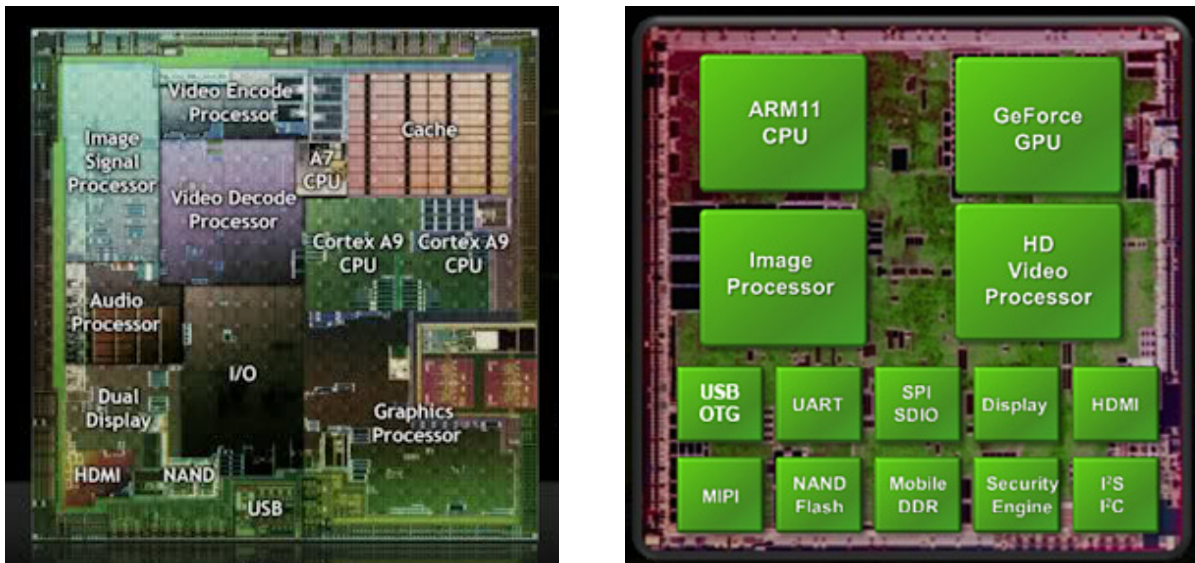 Video Encode
Processor
Image
Signal
Processor
Cache
A7
CPU
Video Decode
Processor
Cortex A9
CPU
Cortex A9
CPU
Audio
Processor
I/O
Dual
Display
Graphics
Processor
HDMI
NAND
USB
ARM11
CPU
GeForce
GPU
Image
Processor
HD
Video
Processor
USB
OTG
UART
SPI
SDIO
Display
HDMI
MIPI
NAND
Flash
Mobile
DDR
Security
Engine
I²S
I²C